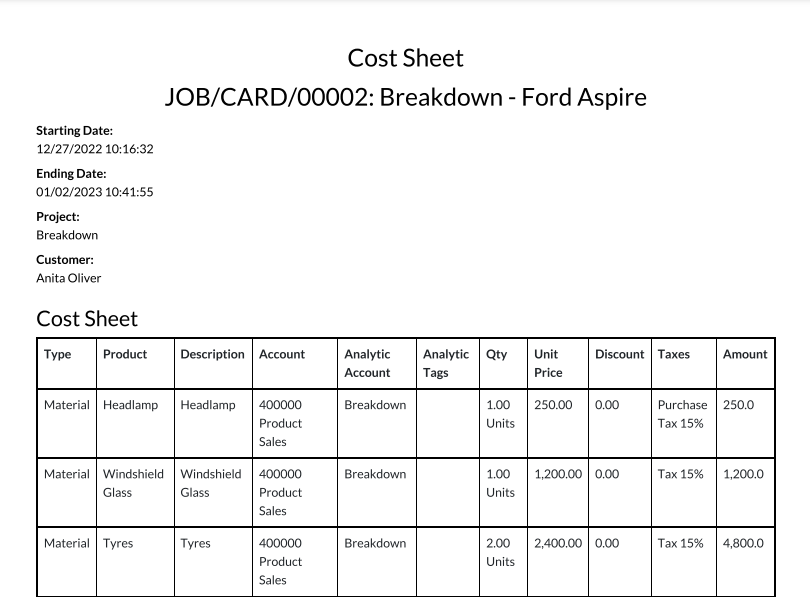 Cost Sheet
JOB/CARD/00002: Breakdown - Ford Aspire
Starting Date:
12/27/2022 10:16:32
Ending Date:
01/02/2023 10:41:55
Project:
Breakdown
Customer:
Anita Oliver
Cost Sheet
Type Product Description Account Analytic Analytic Qty Unit Discount Taxes Amount
Account Tags Price
Material Headlamp Headlamp 400000 Breakdown 1.00 250.00 0.00 Purchase 250.0
Product Units Tax 15%
Sales
Material Windshield Windshield 400000 Breakdown 1.00 1,200.00 0.00 Tax 15% 1,200.0
Glass Glass Product Units
Sales
Material Tyres Tyres 400000 Breakdown 2.00 2,400.00 0.00 Tax 15% 4,800.0
Product Units
Sales